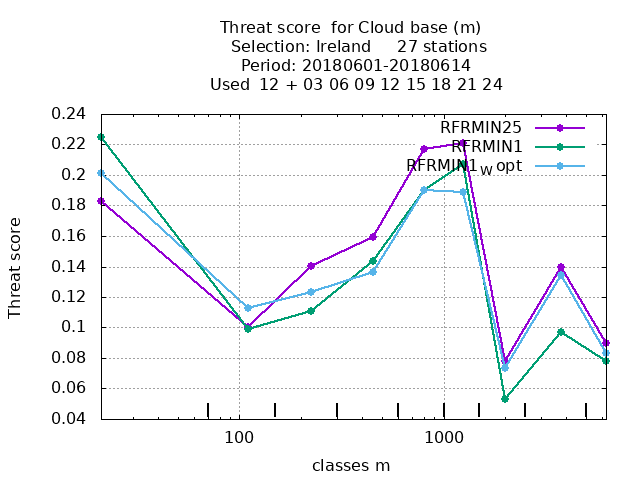 Threat score  for Cloud base (m)
Selection: Ireland     27 stations
Period: 20180601-20180614
Used  12 + 03 06 09 12 15 18 21 24
RFRMIN25
RFRMIN1
RFRMIN1_W opt
0.24
0.22
0.2
0.18
0.16
0.14
0.12
0.1
0.08
0.06
0.04
Threat score
100 1000
classes m